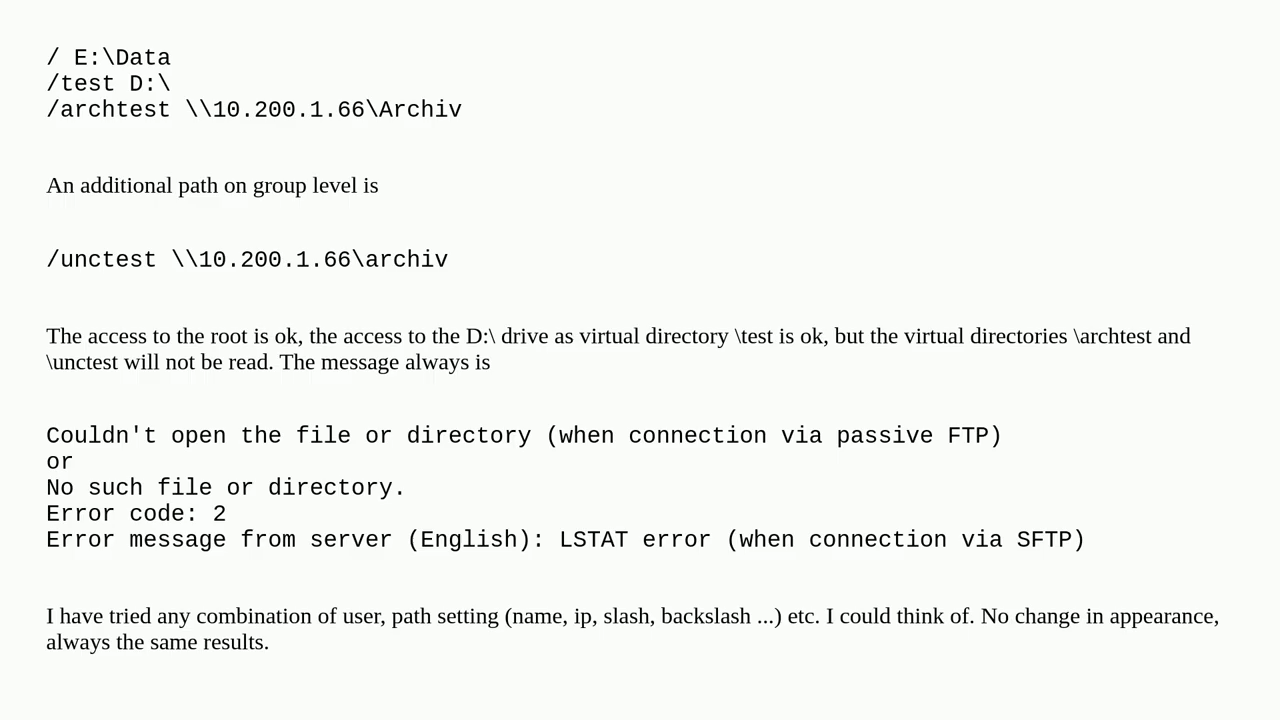 / E:\Data
/test D:\
/archtest \\10.200.1.66\Archiv
An additional path on group level is
/unctest \\10.200.1.66\archiv
The access to the root is ok, the access to the D:\ drive as virtual directory \test is ok, but the virtual directories \archtest and
\unctest will not be read. The message always is
Couldn't open the file or directory (when connection via passive FTP)
or
No such file or directory.
Error code: 2
Error message from server (English): LSTAT error (when connection via SFTP)
I have tried any combination of user, path setting (name, ip, slash, backslash ...) etc. I could think of. No change in appearance,
always the same results.